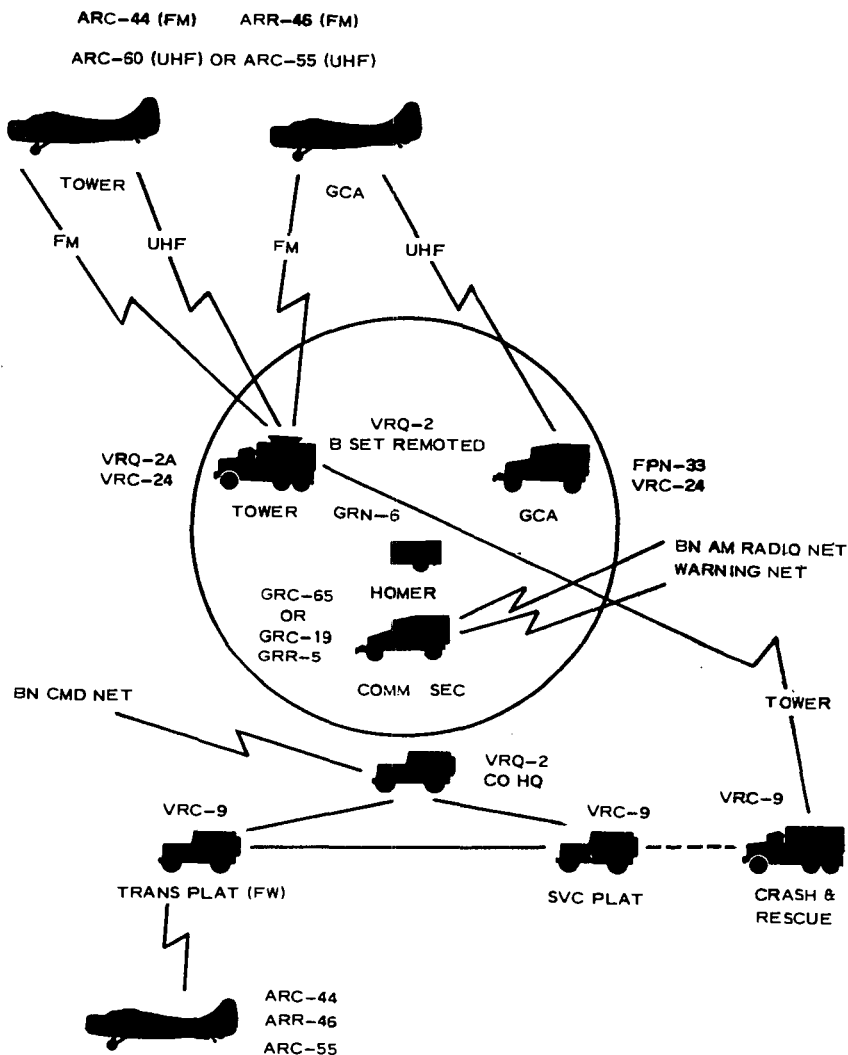 ARC-44 (FM) ARR-46 (FM)
ARC-60 (UHF) OR ARC-55 (UHF)
TOWER
GCA
FM
UHF
FM
UHF
VRQ-2
B SET REMOTED
VRQ-2A
VRC-24
FPN-33
VRC-24
TOWER
GRN-6
GCA
BN AM RADIO NET
WARNING NET
HOMER
GRC-65
OR
GRC-19
GRR-5
COMM SEC
BN CMD NET
TOWER
VRQ-2
CO HQ
VRC-9
VRC-9
VRC-9
TRANS PLAT (FW)
SVC PLAT
CRASH &
RESCUE
ARC-44
ARR-46
ARC-55